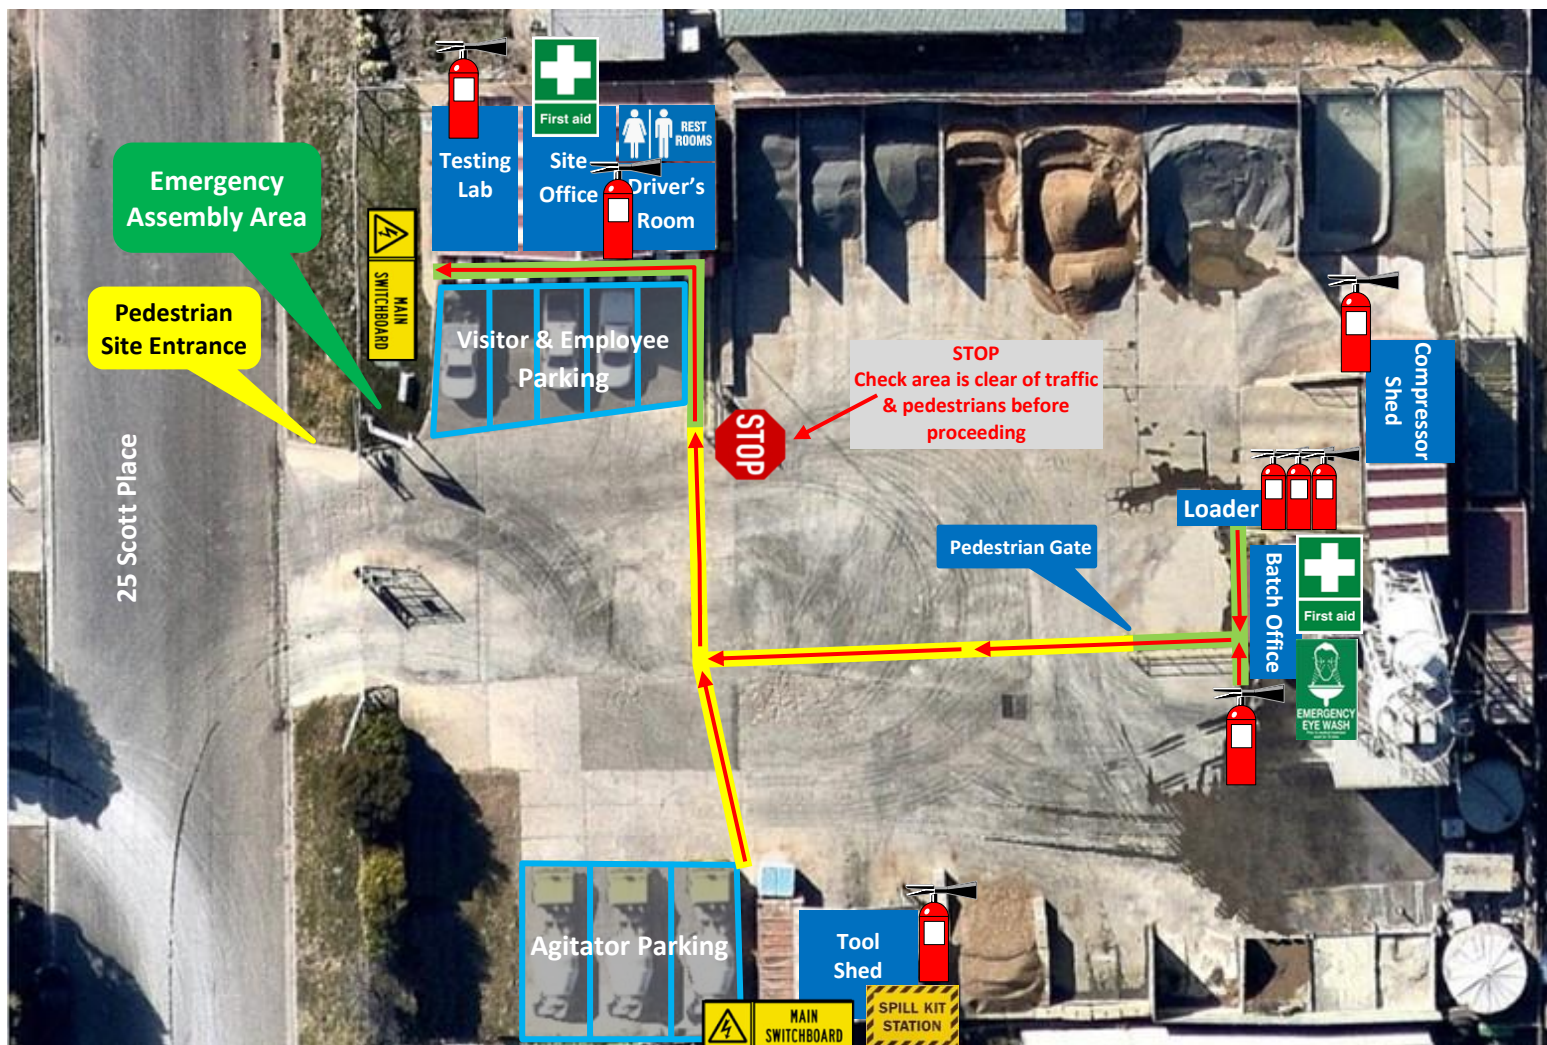 First aid
REST
ROOMS
Testing
Lab
Site
Office
Driver's
Room
Emergency
Assembly Area
MAIN
SWITCHBOARD
Pedestrian
Site Entrance
Visitor & Employee
Parking
STOP
Check area is clear of traffic
& pedestrians before
proceeding
STOP
Compressor
Shed
25 Scott Place
Loader
Pedestrian Gate
Batch Office
First aid
EMERGENCY
EYE WASH
Agitator Parking
Tool
Shed
MAIN
SWITCHBOARD
SPILL KIT
STATION